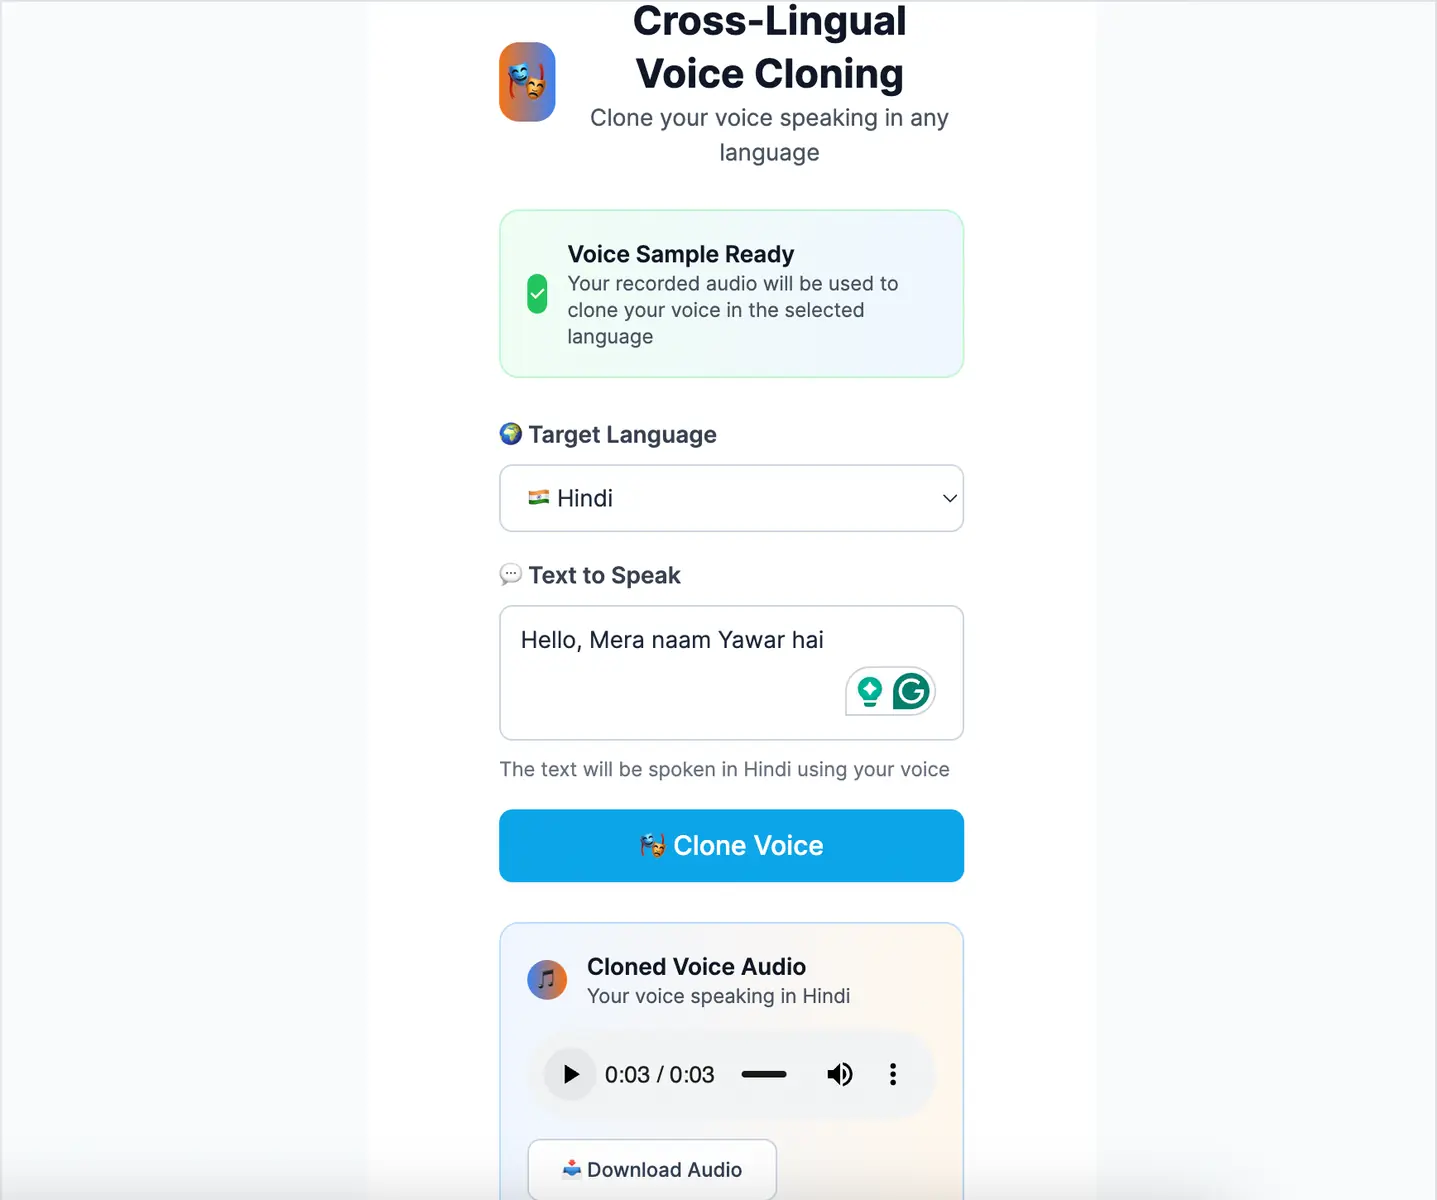 Cross-Lingual
Voice Cloning
Clone your voice speaking in any
language
Voice Sample Ready
Your recorded audio will be used to
clone your voice in the selected
language
🌍 Target Language
🇮🇳 Hindi
💬 Text to Speak
Hello, Mera naam Yawar hai
The text will be spoken in Hindi using your voice
🎭 Clone Voice
Cloned Voice Audio
Your voice speaking in Hindi
0:03 / 0:03
📥 Download Audio